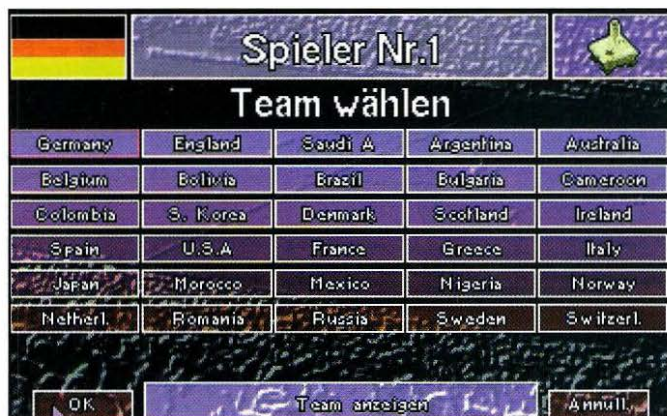 Spieler Nr.1
Team wählen
Germany England Saudi A Argentina Australia
Belgium Bolivia Brazil Bulgaria Cameroon
Colombia S. Korea Denmark Scotland Ireland
Spain U.S.A France Greece Italy
Japan Morocco Mexico Nigeria Norway
Netherl. Romania Russia Sweden Switzerl.
OK Team anzeigen Annull.